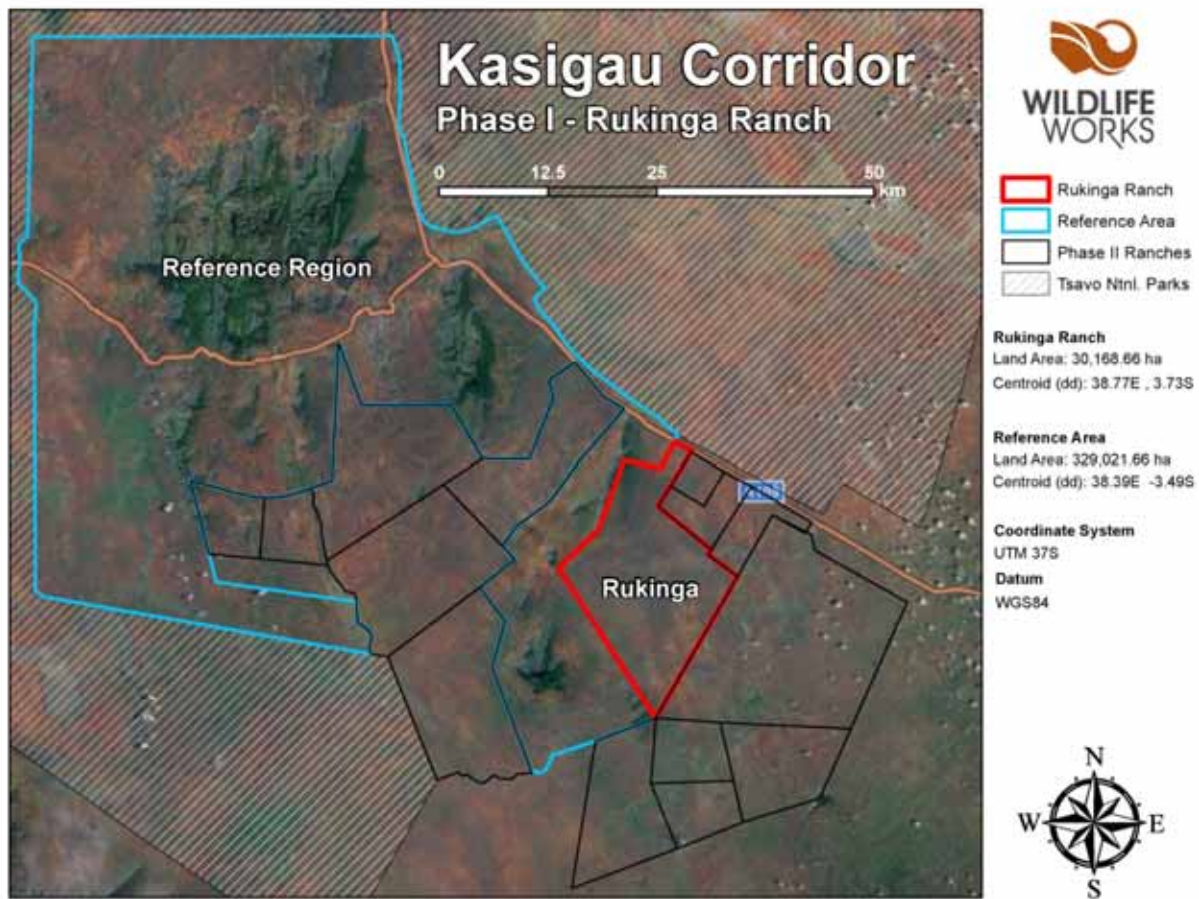 Kasigau Corridor
Phase I - Rukinga Ranch
0 12.5 25 50
km
Reference Region
Rukinga
WILDLIFE
WORKS
Rukinga Ranch
Reference Area
Phase II Ranches
Tsavo Ntnl. Parks
Rukinga Ranch
Land Area: 30,168.66 ha
Centroid (dd): 38.77E , 3.73S
Reference Area
Land Area: 329,021.66 ha
Centroid (dd): 38.39E -3.49S
Coordinate System
UTM 37S
Datum
WGS84
N
W E
S